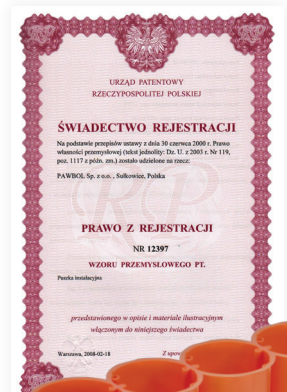 URZĄD PATENTOWY
RZECZYPOSPOLITEJ POLSKIEJ
ŚWIADECTWO REJESTRACJI
Na podstawie przepisów ustawy z dnia 30 czerwca 2000 r. Prawo
własności przemysłowej (tekst jednolity: Dz. U. z 2003 r. Nr 119,
poz. 1117 z późn. zm.) zostało udzielone na rzecz:
PAWBOL Sp. z o.o. , Sułkowice, Polska
PRAWO Z REJESTRACJI
NR 12397
WZORU PRZEMYSŁOWEGO PT.
Puszka instalacyjna
przedstawionego w opisie i materiale ilustracyjnym
włączonym do niniejszego świadectwa
Warszawa, 2008-02-18
Z upow